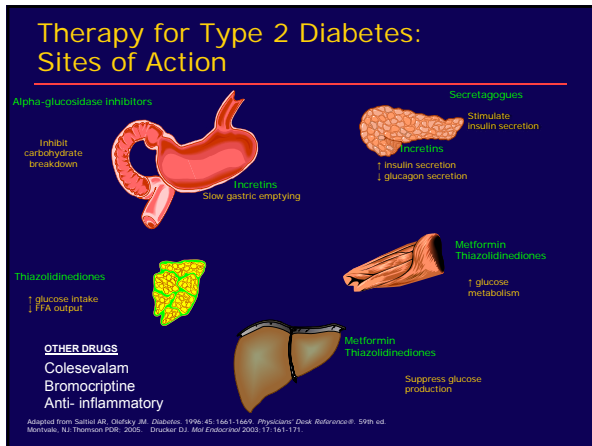 Therapy for Type 2 Diabetes:
Sites of Action
Alpha-glucosidase inhibitors
Inhibit
carbohydrate
breakdown
Incretins
Slow gastric emptying
Secretagogues
Stimulate
insulin secretion
Incretins
↑ insulin secretion
↓ glucagon secretion
Thiazolidinediones
↑ glucose intake
↓ FFA output
Metformin
Thiazolidinediones
↑ glucose
metabolism
Metformin
Thiazolidinediones
Suppress glucose
production
OTHER DRUGS
Colesevalam
Bromocriptine
Anti- inflammatory
Adapted from Saltiel AR, Olefsky JM. Diabetes. 1996:45:1661-1669. Physicians' Desk Reference®. 59th ed.
Montvale, NJ:Thomson PDR; 2005. Drucker DJ. Mol Endocrinol 2003;17:161-171.